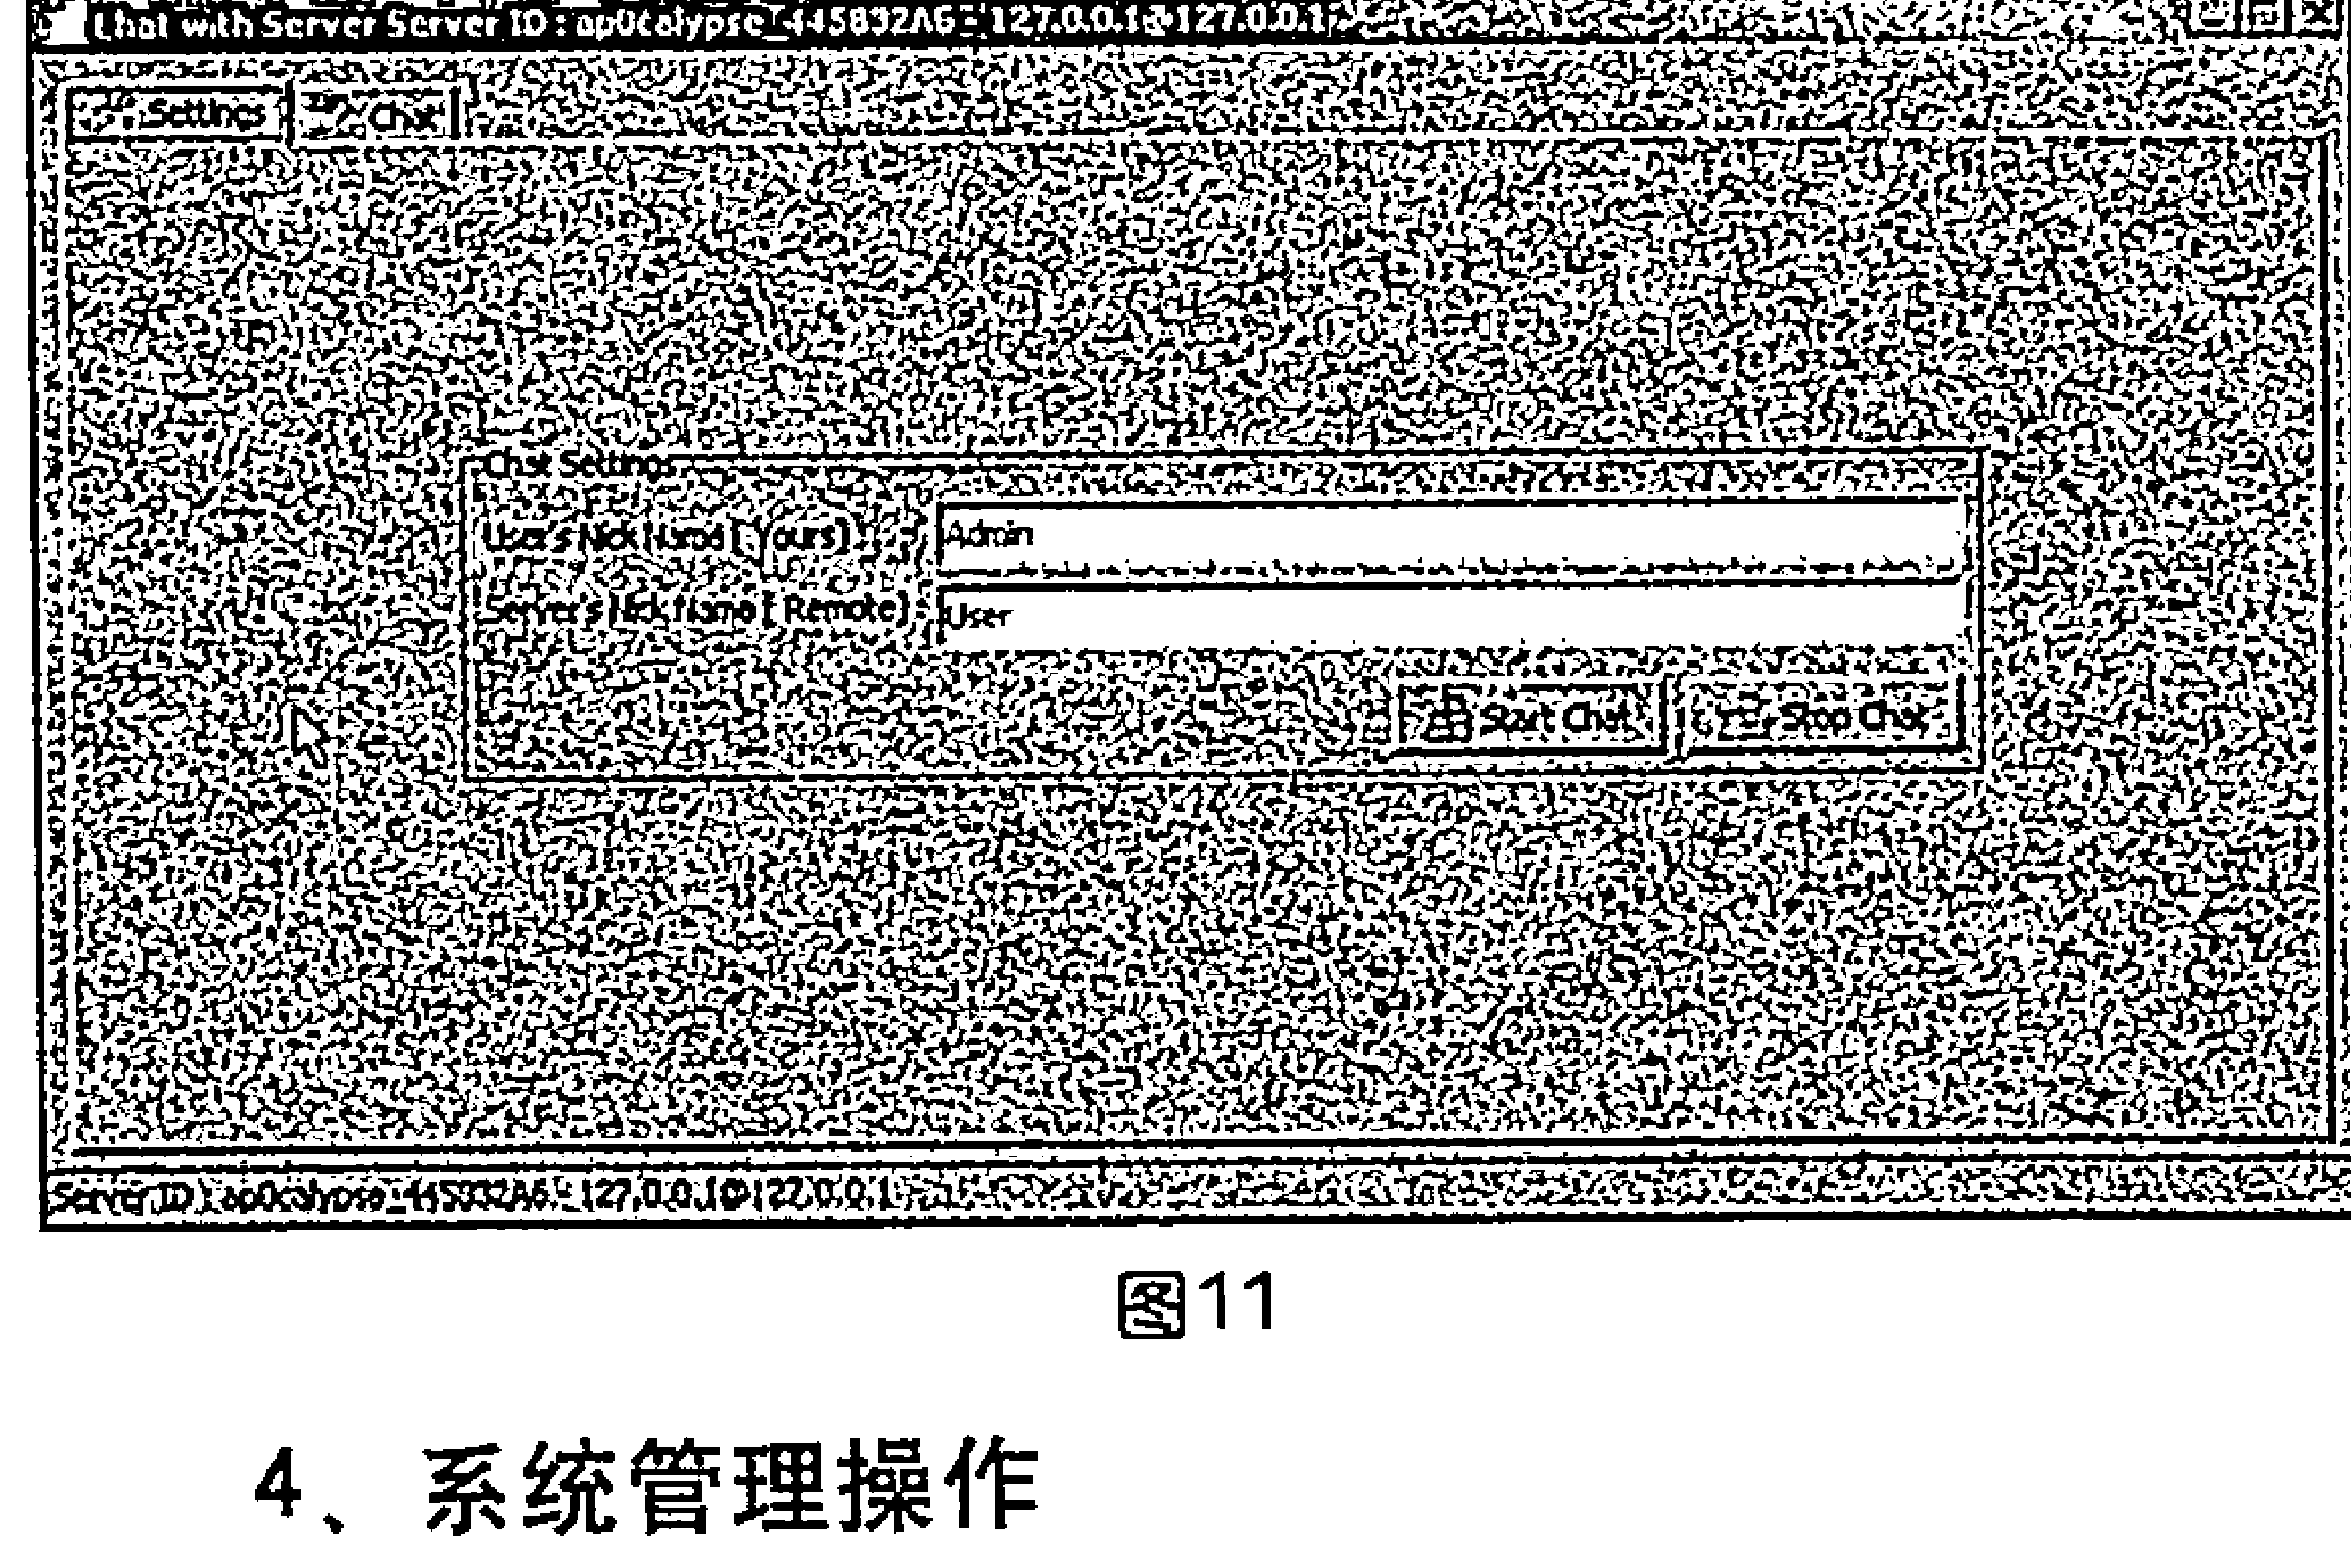 Chat with Server Server ID : ap0calypse_445832A6 - 127.0.0.1@127.0.0.1
Settings
Chat
Chat Settings
User's Nick Name [ Yours] :
Admin
Server's Nick Name [ Remote] :
User
Start Chat
Stop Chat
Server ID : ap0calypse_445832A6 - 127.0.0.1@127.0.0.1
图11
4、系统管理操作